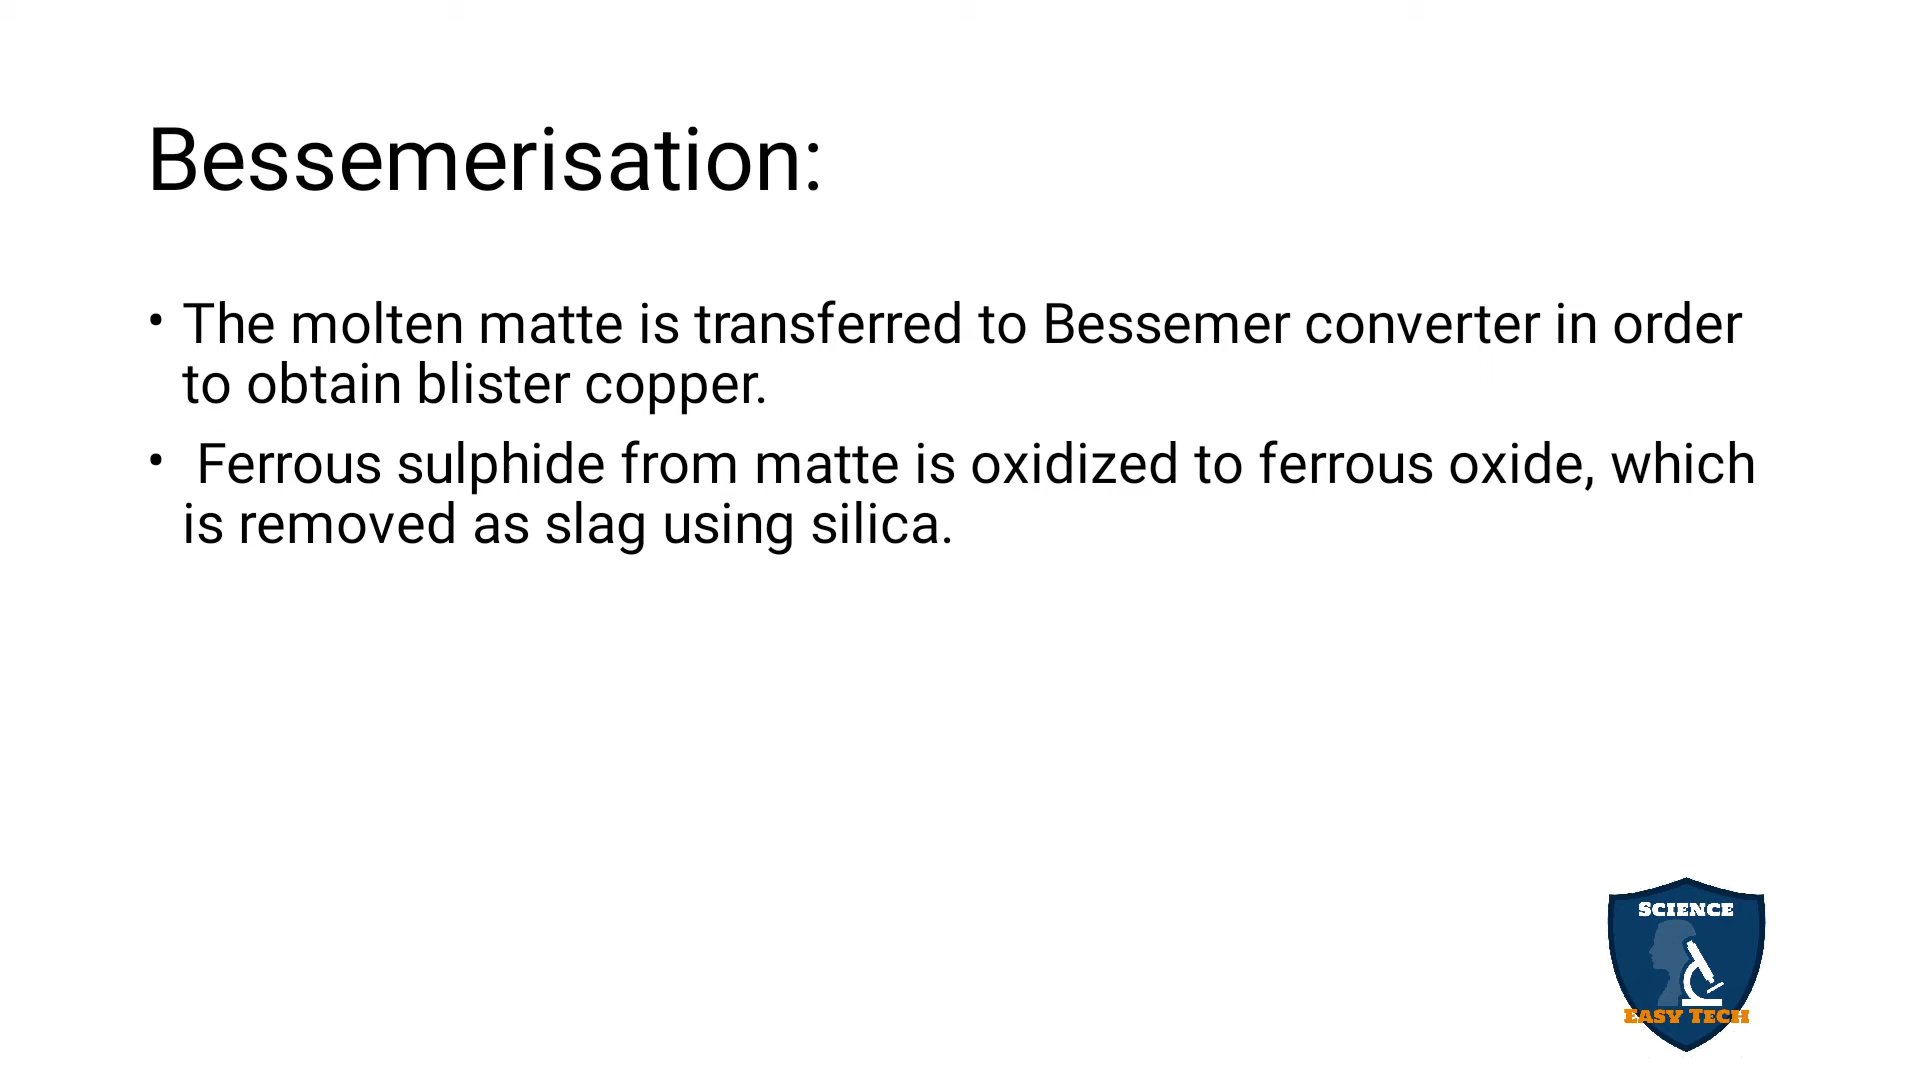 Bessemerisation:
• The molten matte is transferred to Bessemer converter in order
to obtain blister copper.
• Ferrous sulphide from matte is oxidized to ferrous oxide, which
is removed as slag using silica.
SCIENCE
EASY TECH